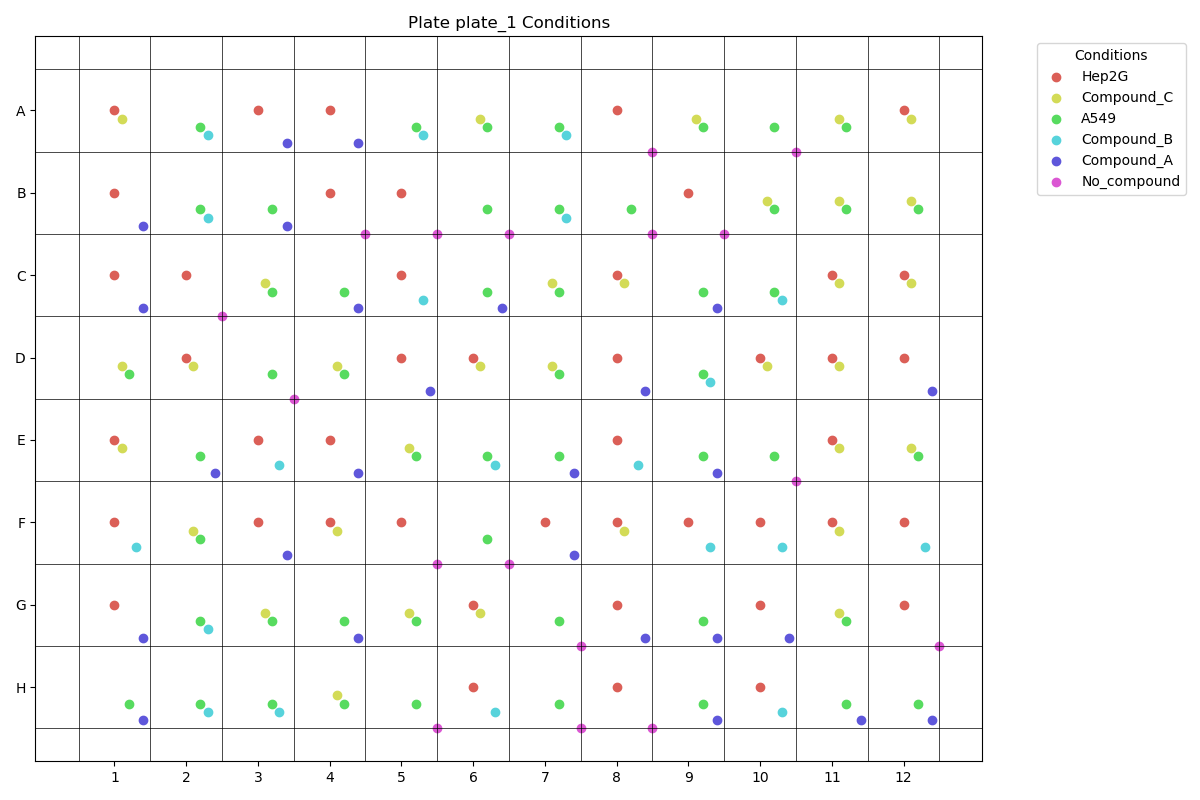 Plate plate_1 Conditions
Conditions
Hep2G
Compound_C
A549
Compound_B
Compound_A
No_compound
A
B
C
D
E
F
G
H
1 2 3 4 5 6 7 8 9 10 11 12